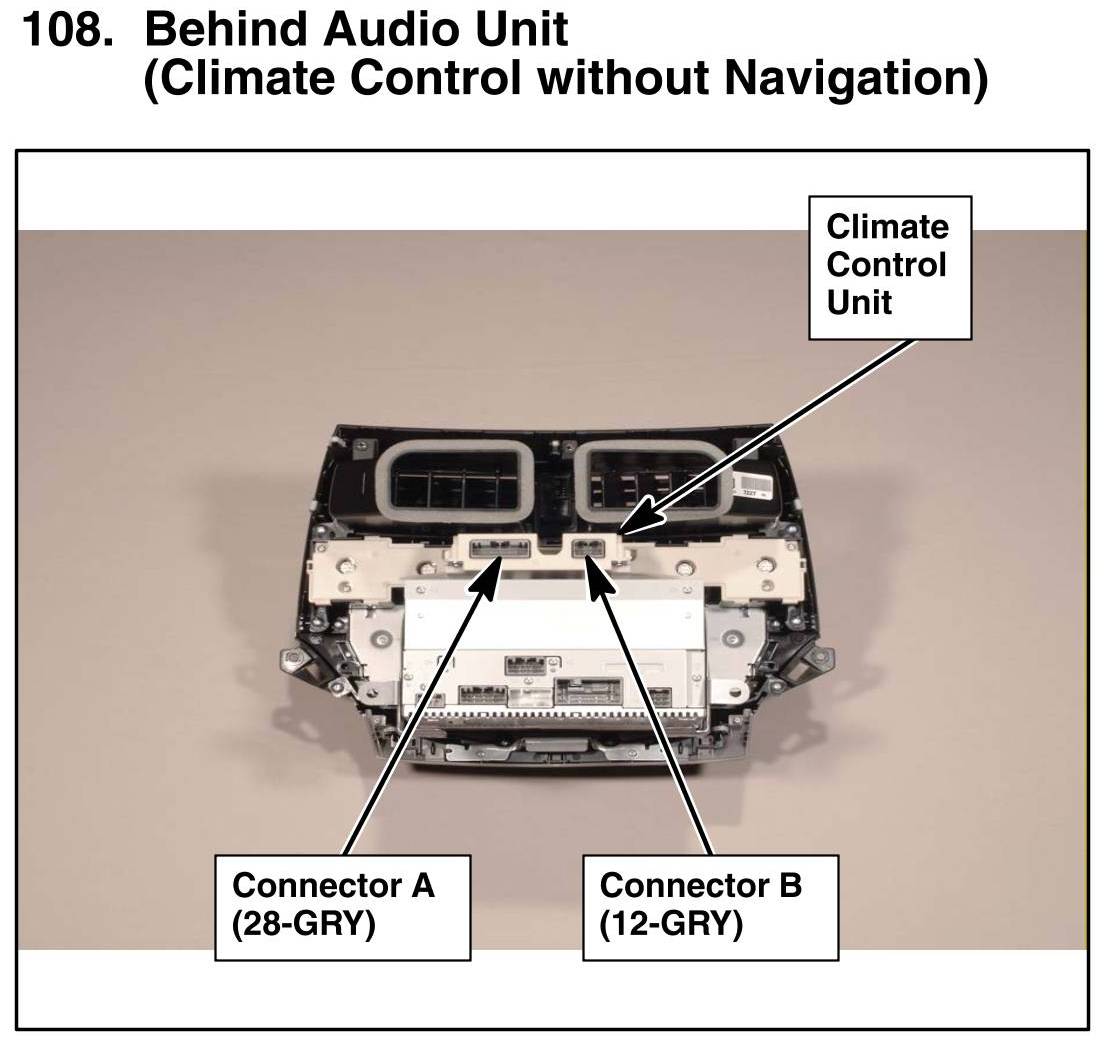 108. Behind Audio Unit
(Climate Control without Navigation)
Climate
Control
Unit
Connector A
(28-GRY)
Connector B
(12-GRY)